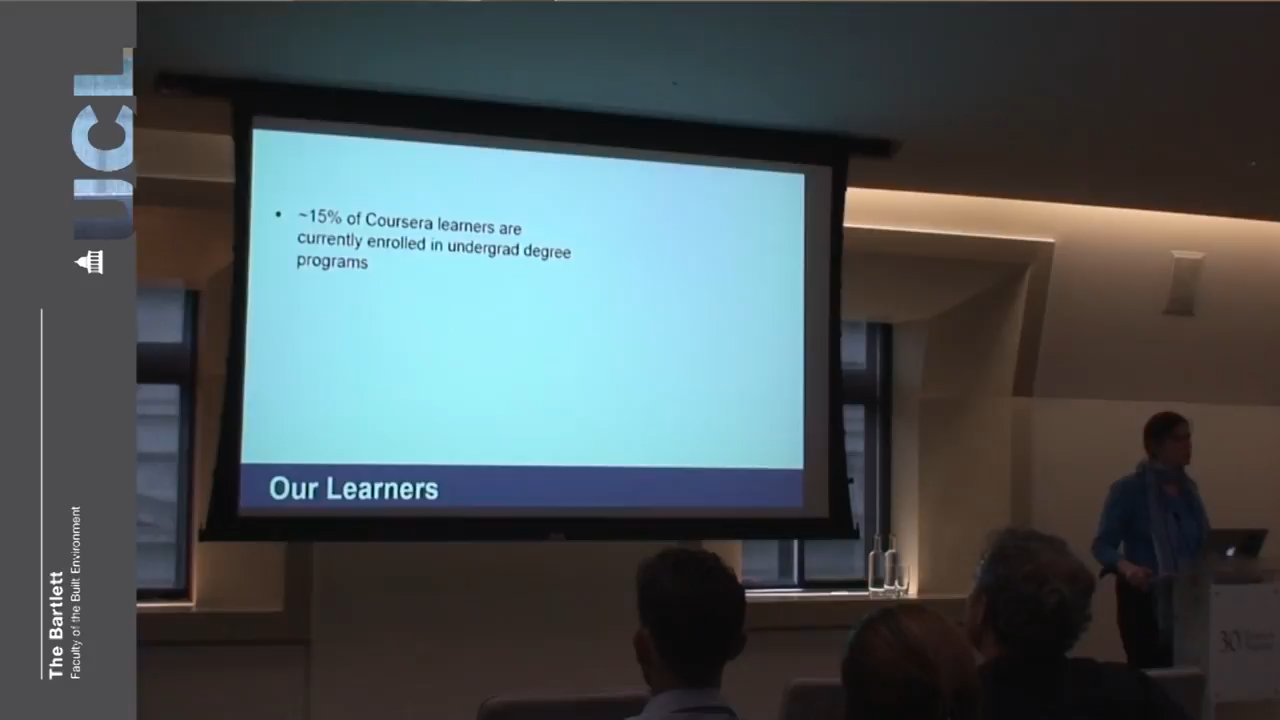 UCL
The Bartlett
Faculty of the Built Environment
• ~15% of Coursera learners are
currently enrolled in undergrad degree
programs
Our Learners
30